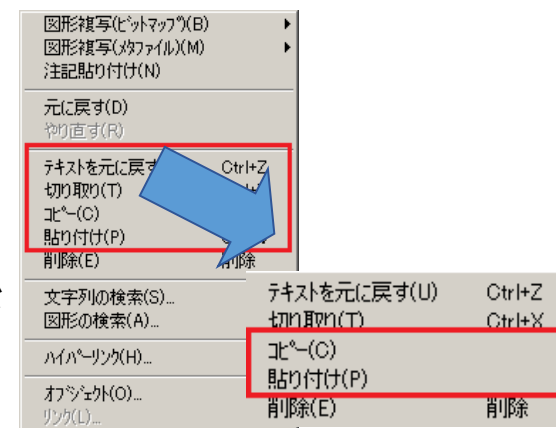 図形複写(ビットマップ)(B)
図形複写(メタファイル)(M)
注記貼り付け(N)
元に戻す(D)
やり直す(R)
テキストを元に戻す Ctrl+Z
切り取り(T)
コピー(C)
貼り付け(P)
削除(E) 削除
文字列の検索(S)...
図形の検索(A)...
ハイパーリンク(H)...
オブジェクト(O)...
リンク(L)...
テキストを元に戻す(U) Ctrl+Z
切り取り(T) Ctrl+X
コピー(C)
貼り付け(P)
削除(E) 削除